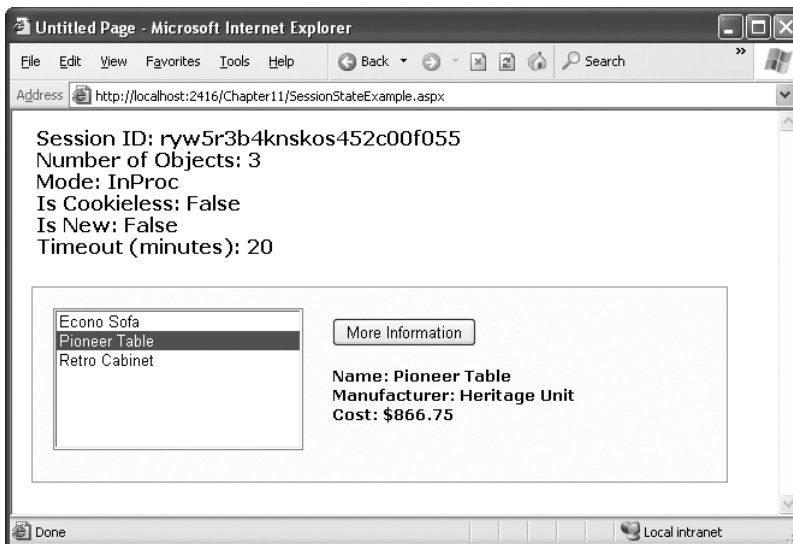 Untitled Page - Microsoft Internet Explorer
File Edit View Favorites Tools Help Back Search »
Address http://localhost:2416/Chapter11/SessionStateExample.aspx
Session ID: ryw5r3b4knskos452c00f055
Number of Objects: 3
Mode: InProc
Is Cookieless: False
Is New: False
Timeout (minutes): 20
Econo Sofa
Pioneer Table
Retro Cabinet
More Information
Name: Pioneer Table
Manufacturer: Heritage Unit
Cost: $866.75
Done Local intranet